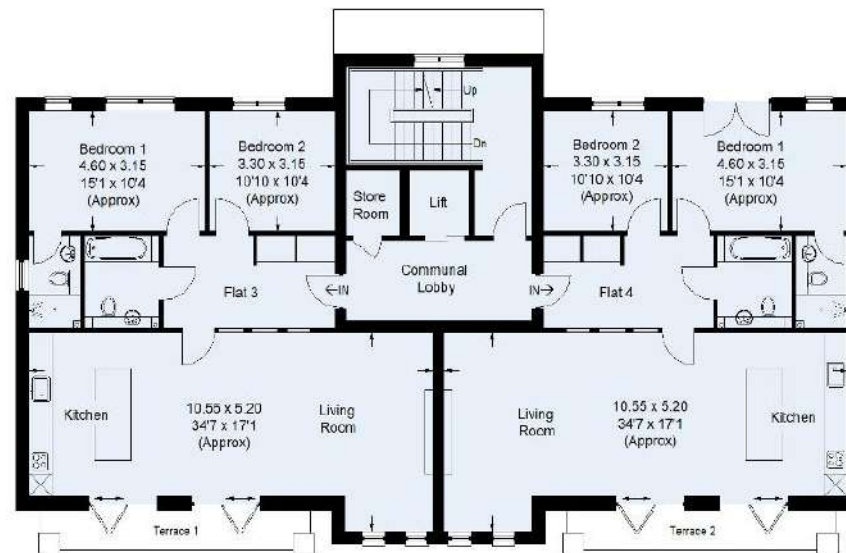 Up
Dn
Bedroom 1
4.60 x 3.15
15'1 x 10'4
(Approx)
Bedroom 2
3.30 x 3.15
10'10 x 10'4
(Approx)
Store
Room
Lift
Bedroom 2
3.30 x 3.15
10'10 x 10'4
(Approx)
Bedroom 1
4.60 x 3.15
15'1 x 10'4
(Approx)
Flat 3
IN
Communal
Lobby
IN
Flat 4
Kitchen
10.55 x 5.20
34'7 x 17'1
(Approx)
Living
Room
Living
Room
10.55 x 5.20
34'7 x 17'1
(Approx)
Kitchen
Terrace 1
Terrace 2